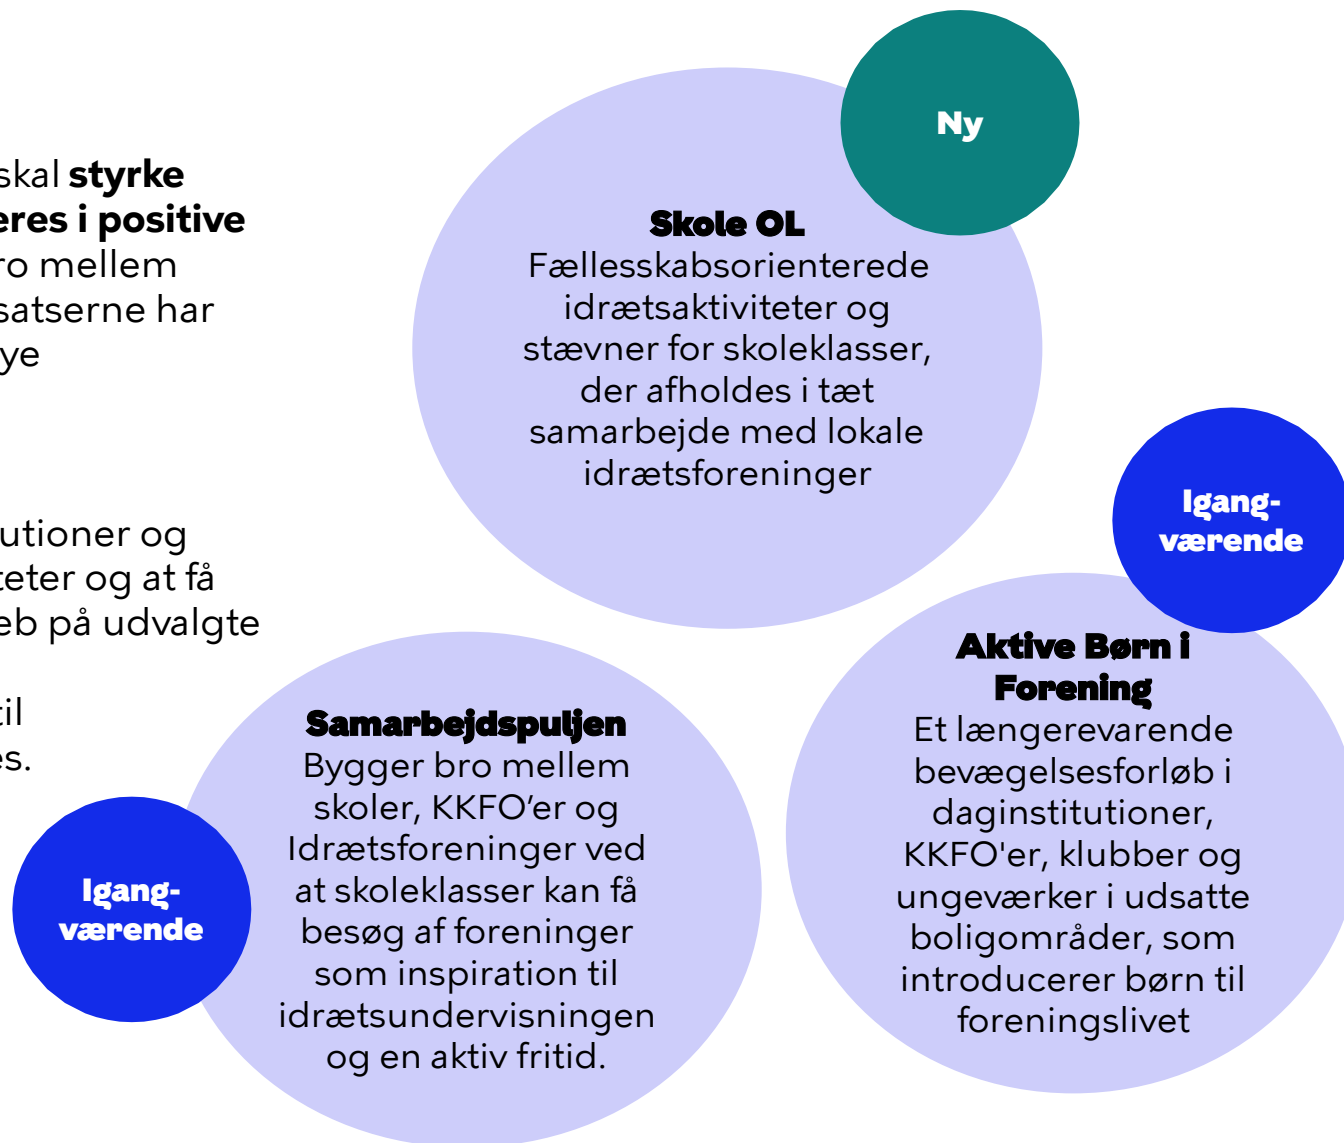 skal styrke
eres i positive
ro mellem
satserne har
ye
utioner og
teter og at få
øb på udvalgte
til
es.
Ny
Skole OL
Fællesskabsorienterede
idrætsaktiviteter og
stævner for skoleklasser,
der afholdes i tæt
samarbejde med lokale
idrætsforeninger
Igang-
værende
Aktive Børn i
Forening
Et længerevarende
bevægelsesforløb i
daginstitutioner,
KKFO'er, klubber og
ungeværker i udsatte
boligområder, som
introducerer børn til
foreningslivet
Samarbejdspuljen
Bygger bro mellem
skoler, KKFO’er og
Idrætsforeninger ved
at skoleklasser kan få
besøg af foreninger
som inspiration til
idrætsundervisningen
og en aktiv fritid.
Igang-
værende